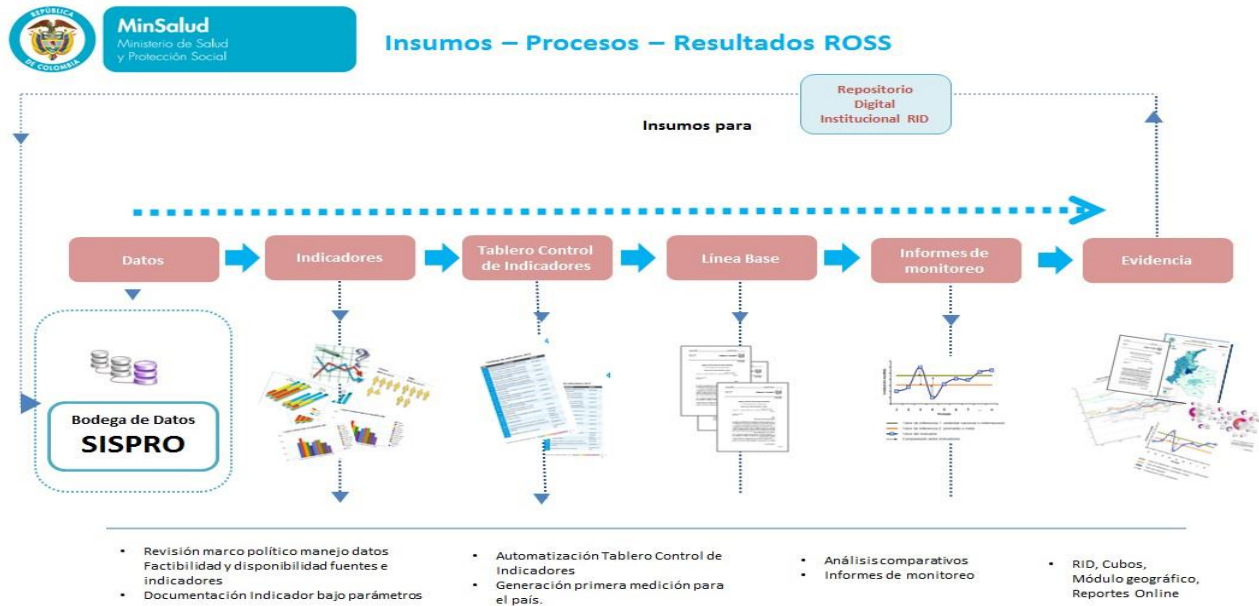 REPÚBLICA
DE COLOMBIA
MinSalud
Ministerio de Salud
y Protección Social
Insumos – Procesos – Resultados ROSS
Repositorio
Digital
Institucional RID
Insumos para
Datos
Indicadores
Tablero Control
de Indicadores
Línea Base
Informes de
monitoreo
Evidencia
Bodega de Datos
SISPRO
4
4
• Revisión marco político manejo datos
Factibilidad y disponibilidad fuentes e
indicadores
• Documentación Indicador bajo parámetros
• Automatización Tablero Control de
Indicadores
• Generación primera medición para
el país.
• Análisis comparativos
• Informes de monitoreo
• RID, Cubos,
Módulo geográfico,
Reportes Online